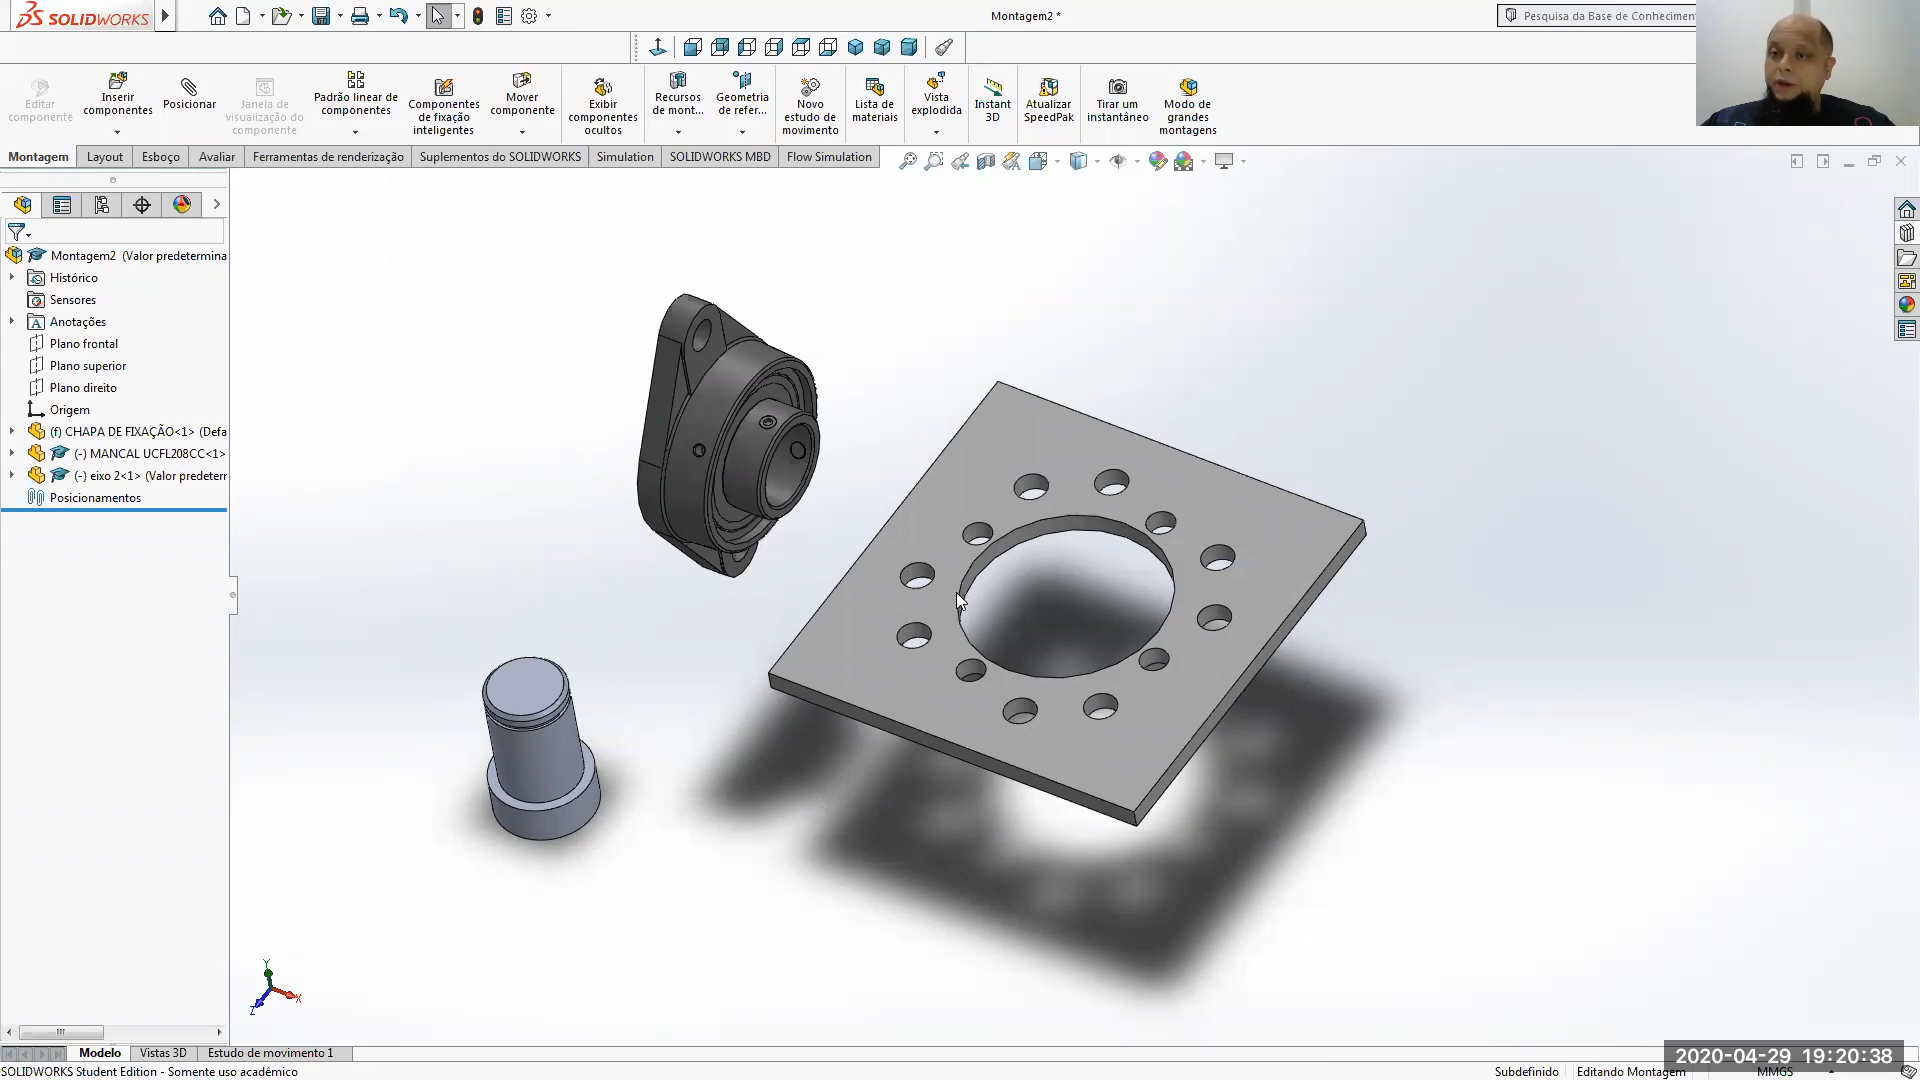 SOLIDWORKS
Montagem2 *
Pesquisa da Base de Conheciment
Editar componente
Inserir componentes
Posicionar
Janela de visualização do componente
Padrão linear de componentes
Componentes de fixação inteligentes
Mover componente
Exibir componentes ocultos
Recursos de mont...
Geometria de refer...
Novo estudo de movimento
Lista de materiais
Vista explodida
Instant 3D
Atualizar SpeedPak
Tirar um instantâneo
Modo de grandes montagens
Montagem
Layout
Esboço
Avaliar
Ferramentas de renderização
Suplementos do SOLIDWORKS
Simulation
SOLIDWORKS MBD
Flow Simulation
Montagem2 (Valor predetermina
Histórico
Sensores
Anotações
Plano frontal
Plano superior
Plano direito
Origem
(f) CHAPA DE FIXAÇÃO<1> (Defa
(-) MANCAL UCFL208CC<1>
(-) eixo 2<1> (Valor predeterr
Posicionamentos
Y
X
Z
Modelo
Vistas 3D
Estudo de movimento 1
2020-04-29 19:20:38
SOLIDWORKS Student Edition - Somente uso acadêmico
Subdefinido
Editando Montagem
MMGS